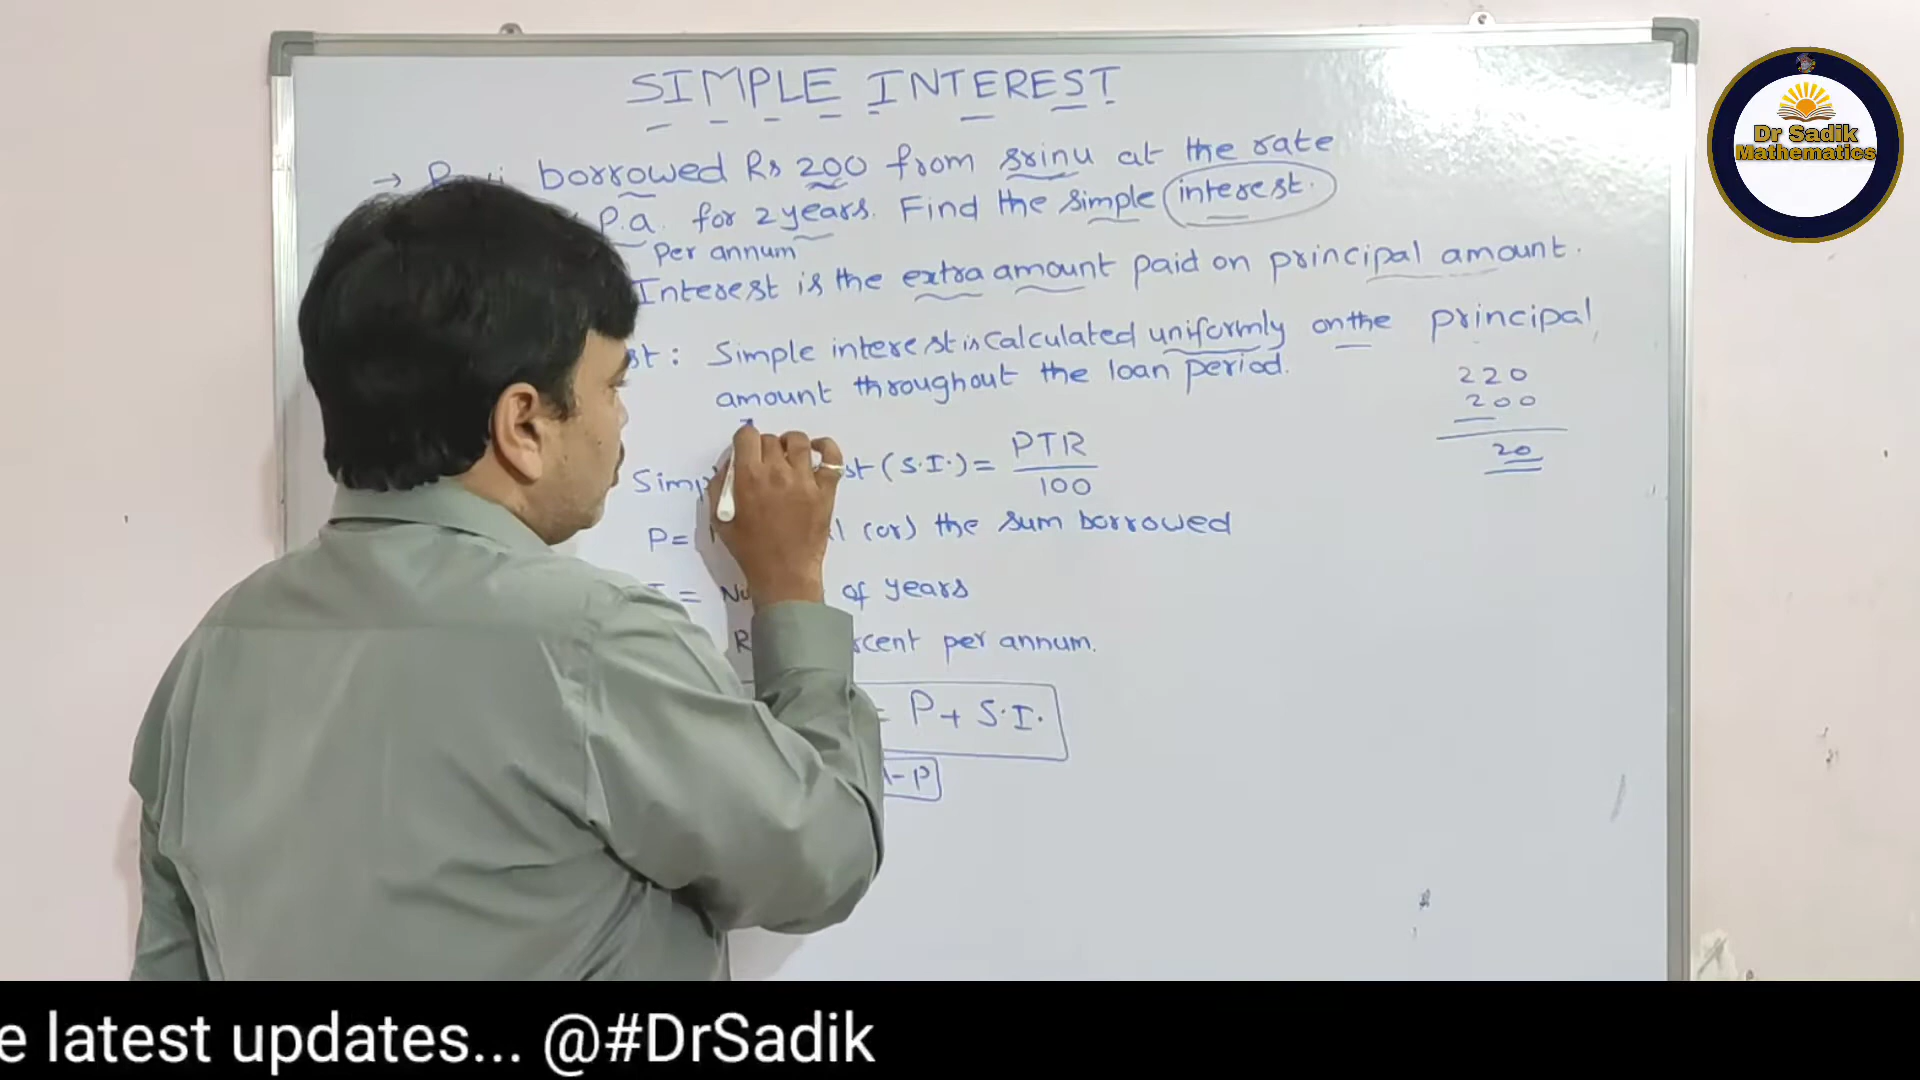 SIMPLE INTEREST
→ borrowed Rs 200 from srinu at the rate
P.a. for 2 years. Find the simple interest.
Per annum
Interest is the extra amount paid on principal amount.
st: Simple interest is calculated uniformly on the principal
amount throughout the loan period.
220
200
20
st (S.I.) = PTR
100
P= (or) the sum borrowed
= of years
R rcent per annum.
= P + S.I.
- P
Dr Sadik
Mathematics
e latest updates... @#DrSadik